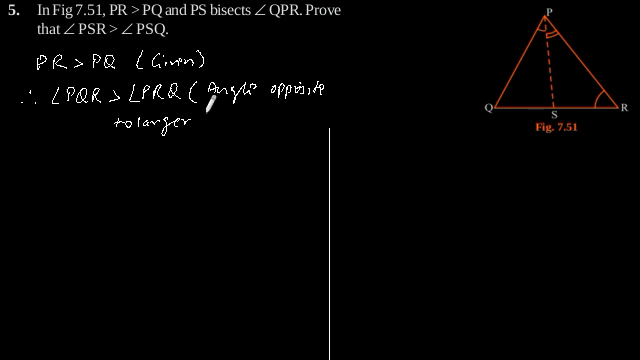 5. In Fig 7.51, PR > PQ and PS bisects ∠ QPR. Prove
that ∠ PSR > ∠ PSQ.
PR > PQ (Given)
∴ ∠PQR > ∠PRQ (Angle opposite
to larger
P
Q
S
R
Fig. 7.51